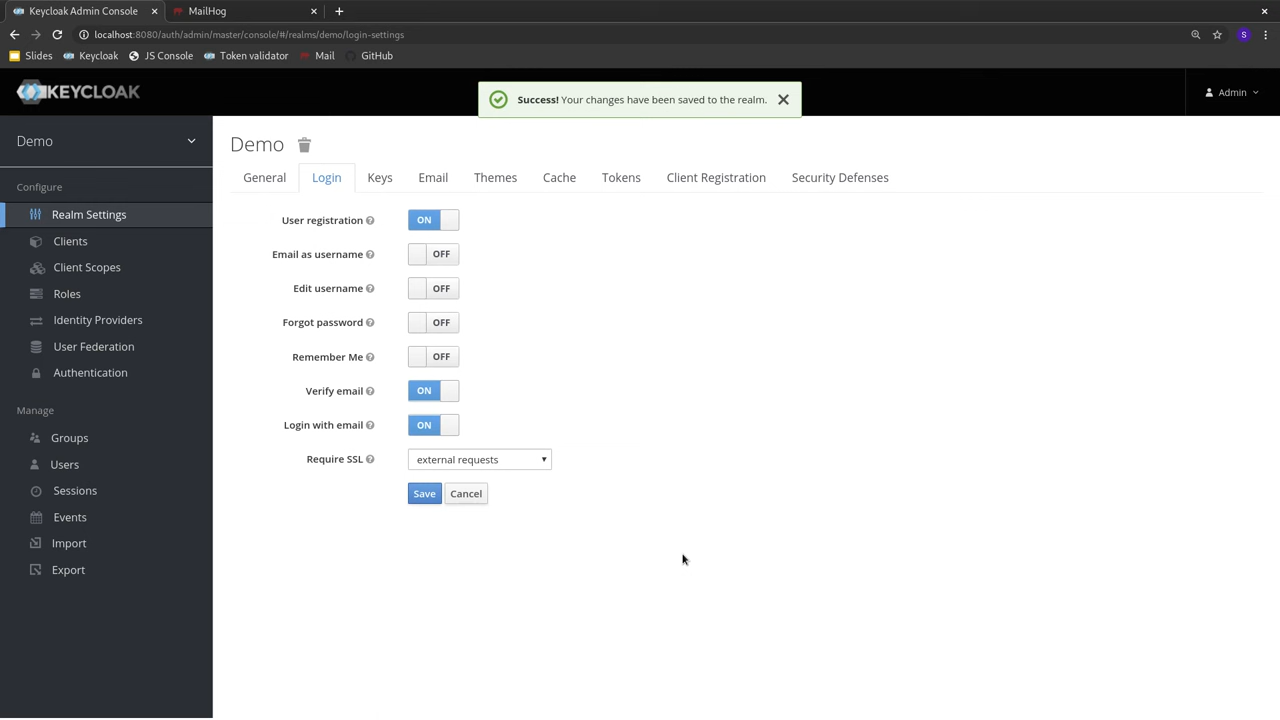 Keycloak Admin Console
MailHog
localhost:8080/auth/admin/master/console/#/realms/demo/login-settings
S
Slides
Keycloak
JS Console
Token validator
Mail
GitHub
KEYCLOAK
Success! Your changes have been saved to the realm.
Admin
Demo
Configure
Realm Settings
Clients
Client Scopes
Roles
Identity Providers
User Federation
Authentication
Manage
Groups
Users
Sessions
Events
Import
Export
Demo
General
Login
Keys
Email
Themes
Cache
Tokens
Client Registration
Security Defenses
User registration ON
Email as username OFF
Edit username OFF
Forgot password OFF
Remember Me OFF
Verify email ON
Login with email ON
Require SSL external requests
Save Cancel